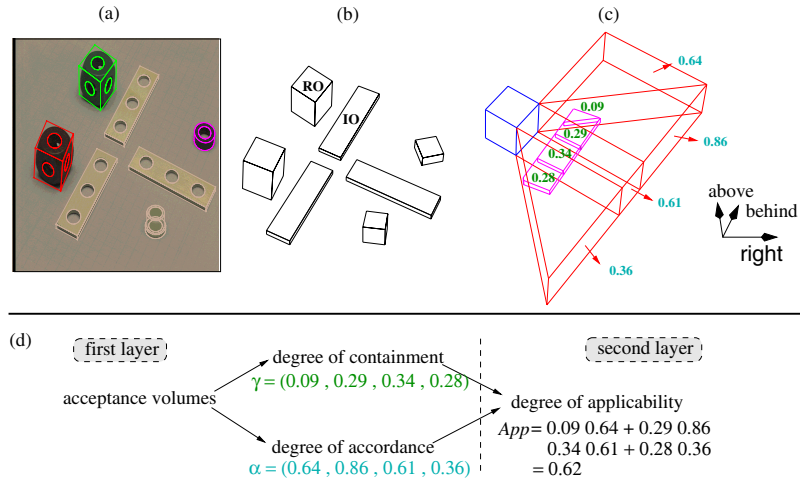 (a)
(b)
(c)
RO
IO
0.64
0.09
0.29
0.86
0.34
0.28
0.61
0.36
above
behind
right
(d)
first layer
second layer
degree of containment
γ = (0.09 , 0.29 , 0.34 , 0.28)
acceptance volumes
degree of applicability
degree of accordance
α = (0.64 , 0.86 , 0.61 , 0.36)
App = 0.09 0.64 + 0.29 0.86
0.34 0.61 + 0.28 0.36
= 0.62